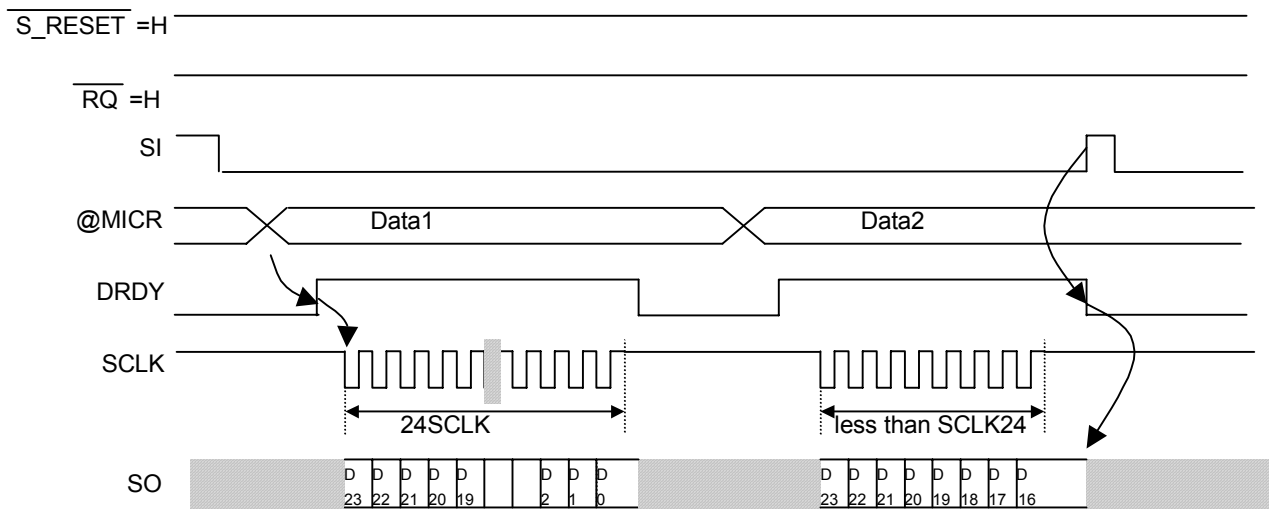 S_RESET =H
RQ =H
SI
@MICR Data1 Data2
DRDY
SCLK
24SCLK less than SCLK24
SO D 23 D 22 D 21 D 20 D 19 D 2 D 1 D 0 D 23 D 22 D 21 D 20 D 19 D 18 D 17 D 16